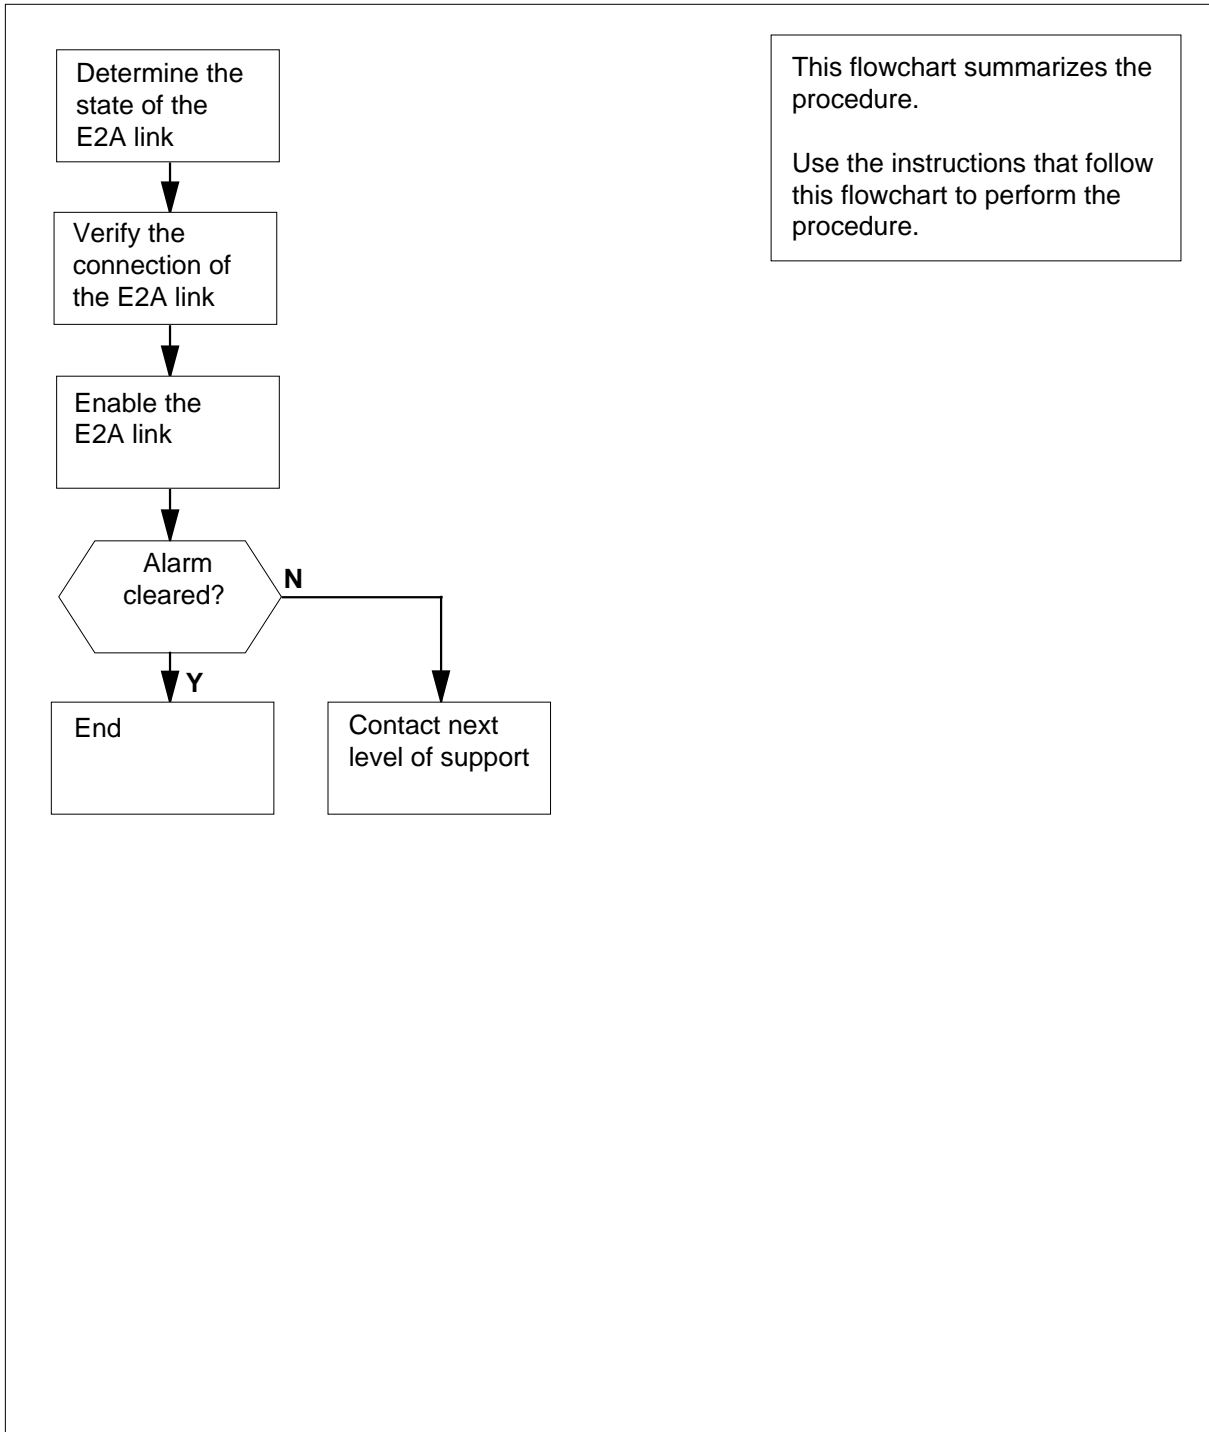 Determine the
state of the
E2A link
Verify the
connection of
the E2A link
Enable the
E2A link
Alarm
cleared?
N
Y
End
Contact next
level of support
This flowchart summarizes the
procedure.
Use the instructions that follow
this flowchart to perform the
procedure.